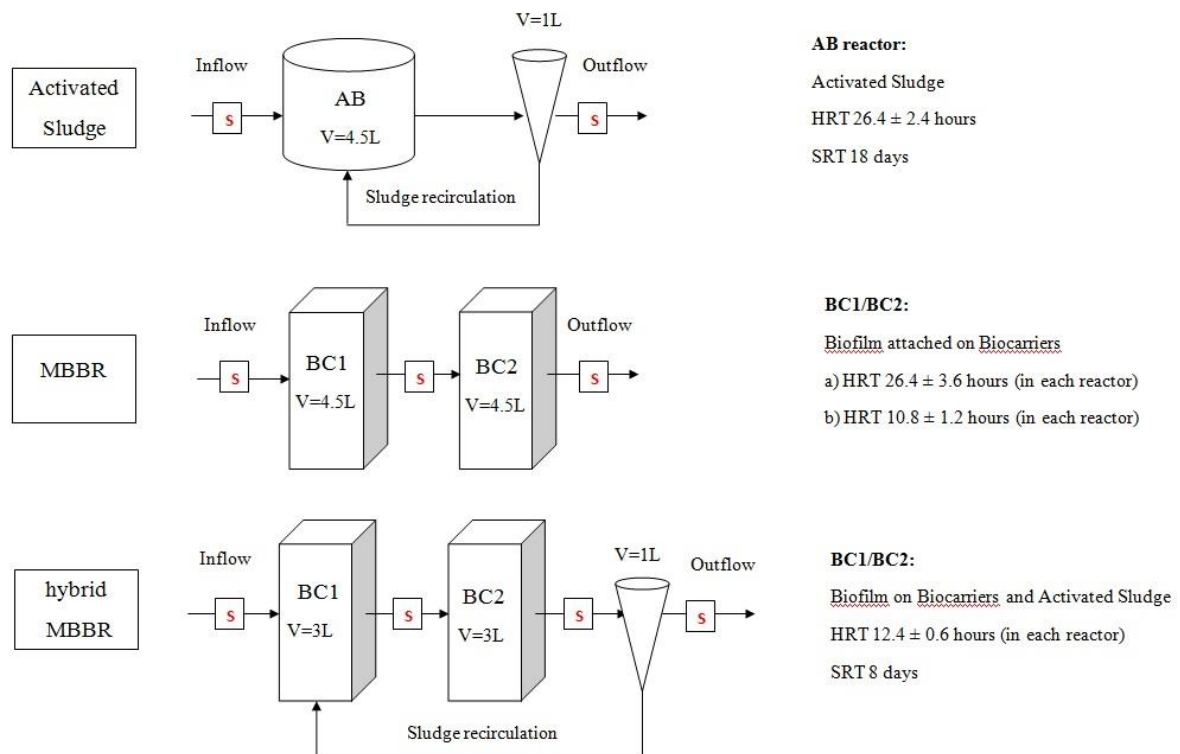 Activated
Sludge
Inflow
S
AB
V=4.5L
V=1L
Outflow
S
Sludge recirculation
AB reactor:
Activated Sludge
HRT 26.4 ± 2.4 hours
SRT 18 days
MBBR
Inflow
S
BC1
V=4.5L
S
BC2
V=4.5L
Outflow
S
BC1/BC2:
Biofilm attached on Biocarriers
a) HRT 26.4 ± 3.6 hours (in each reactor)
b) HRT 10.8 ± 1.2 hours (in each reactor)
hybrid
MBBR
Inflow
S
BC1
V=3L
S
BC2
V=3L
S
V=1L
Outflow
S
Sludge recirculation
BC1/BC2:
Biofilm on Biocarriers and Activated Sludge
HRT 12.4 ± 0.6 hours (in each reactor)
SRT 8 days